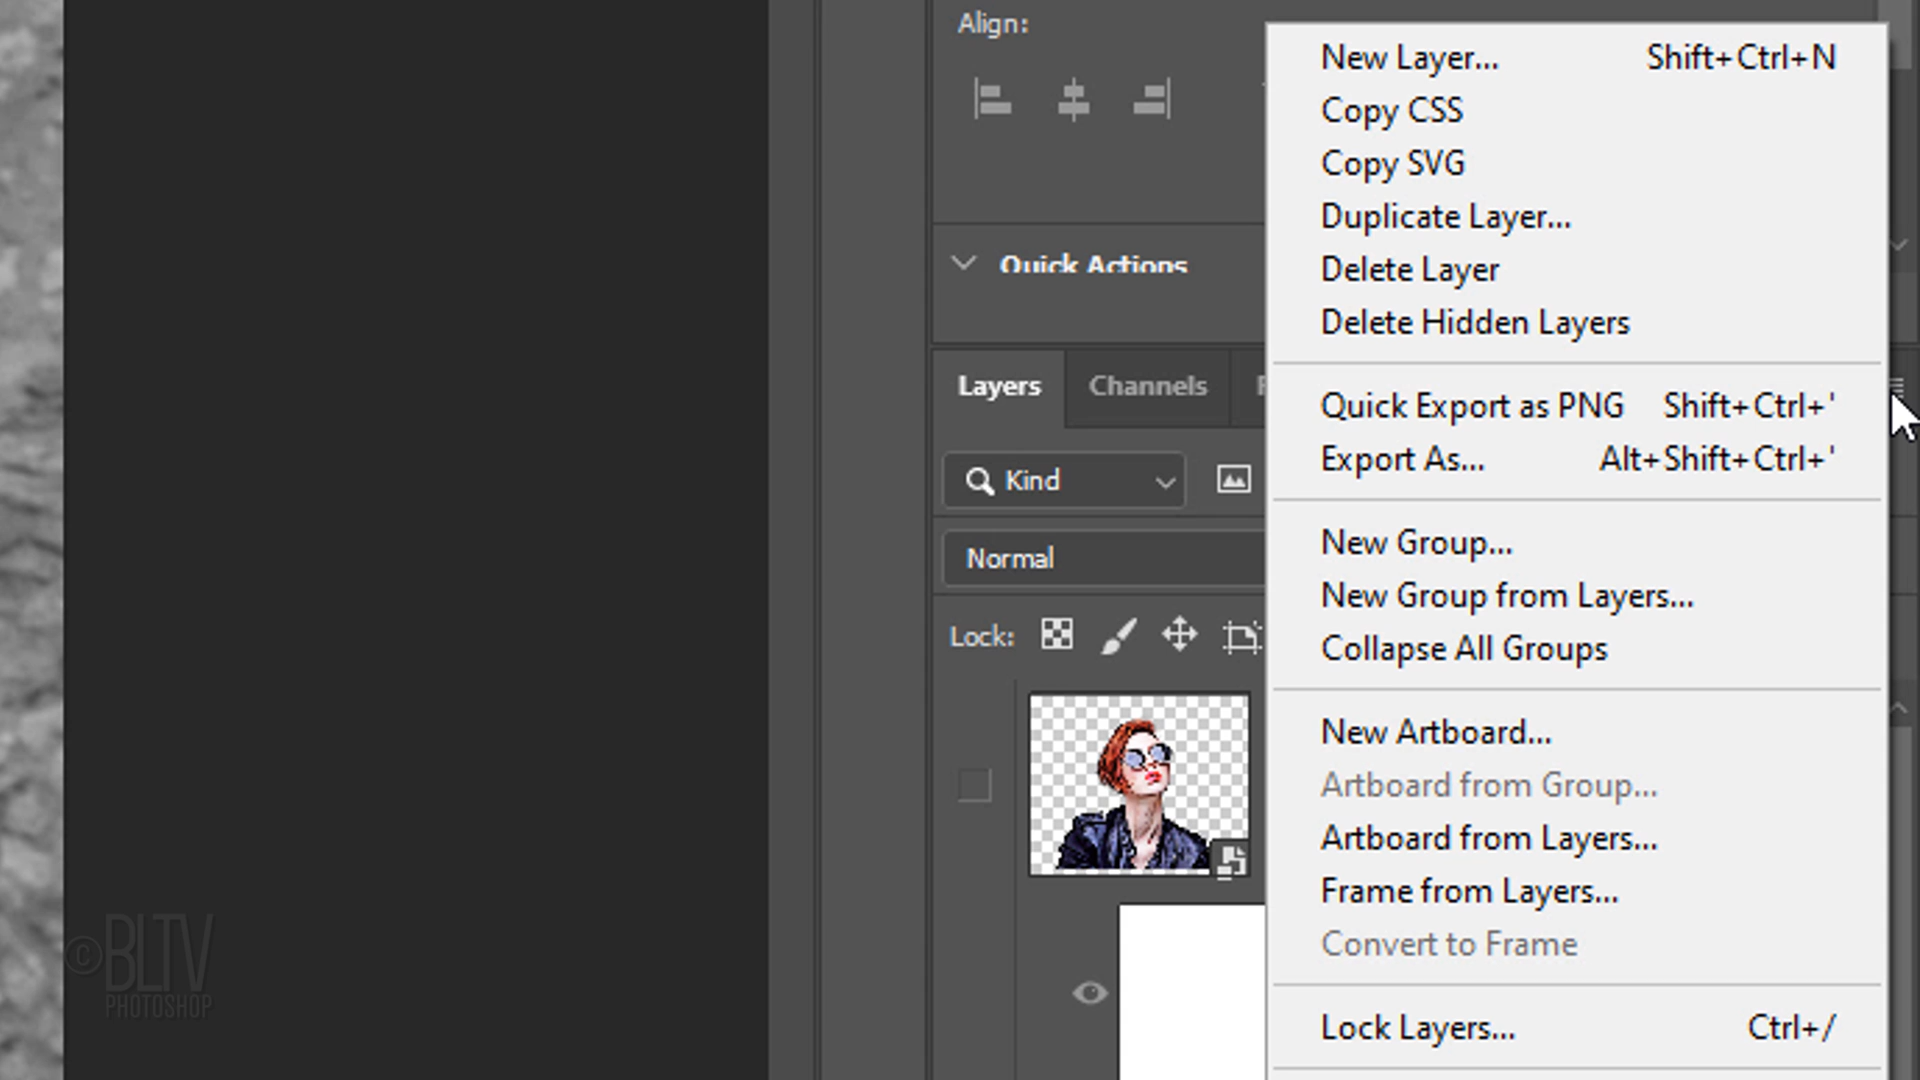 Align:
Quick Actions
Layers Channels
Kind
Normal
Lock:
New Layer... Shift+Ctrl+N
Copy CSS
Copy SVG
Duplicate Layer...
Delete Layer
Delete Hidden Layers
Quick Export as PNG Shift+Ctrl+'
Export As... Alt+Shift+Ctrl+'
New Group...
New Group from Layers...
Collapse All Groups
New Artboard...
Artboard from Group...
Artboard from Layers...
Frame from Layers...
Convert to Frame
Lock Layers... Ctrl+/
©BLTV
PHOTOSHOP